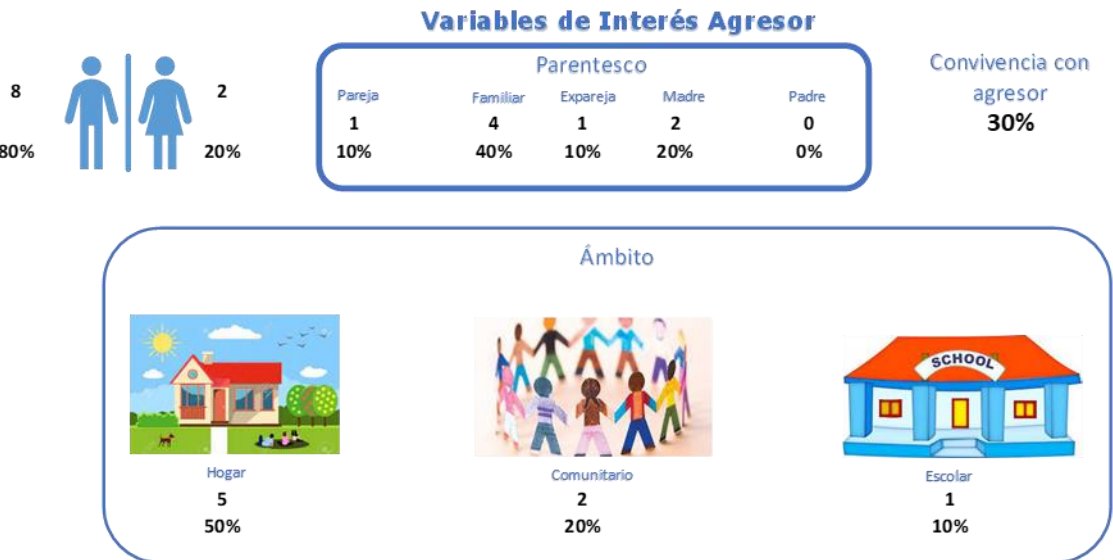 Variables de Interés Agresor
8 2
80% 20%
Parentesco
Pareja Familiar Expareja Madre Padre
1 4 1 2 0
10% 40% 10% 20% 0%
Convivencia con
agresor
30%
Ámbito
SCHOOL
Hogar Comunitario Escolar
5 2 1
50% 20% 10%